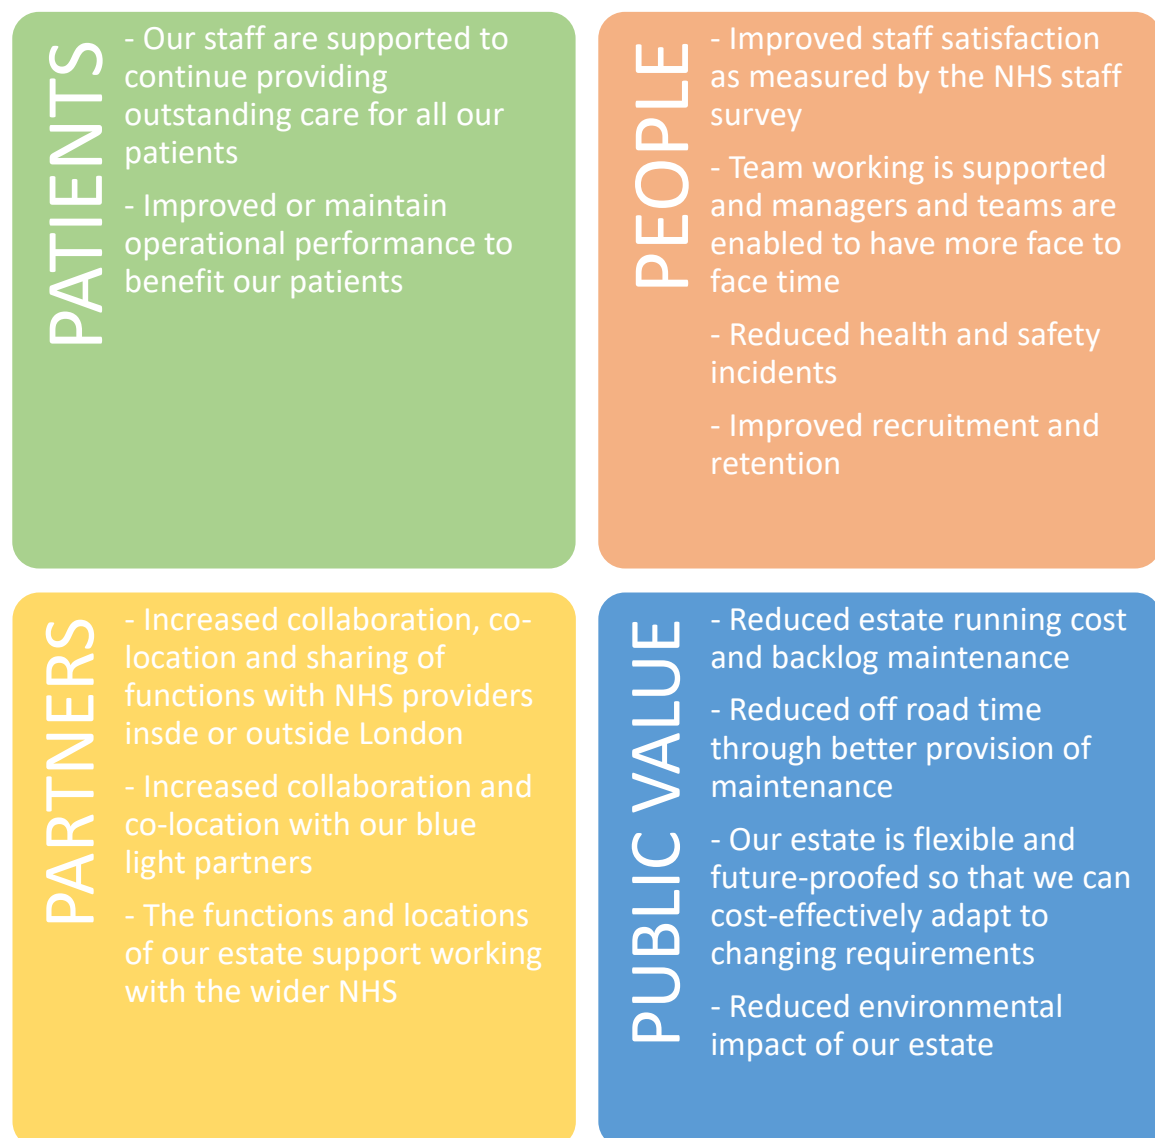 PATIENTS
- Our staff are supported to
continue providing
outstanding care for all our
patients
- Improved or maintain
operational performance to
benefit our patients
PEOPLE
- Improved staff satisfaction
as measured by the NHS staff
survey
- Team working is supported
and managers and teams are
enabled to have more face to
face time
- Reduced health and safety
incidents
- Improved recruitment and
retention
PARTNERS
- Increased collaboration, co-
location and sharing of
functions with NHS providers
insde or outside London
- Increased collaboration and
co-location with our blue
light partners
- The functions and locations
of our estate support working
with the wider NHS
PUBLIC VALUE
- Reduced estate running cost
and backlog maintenance
- Reduced off road time
through better provision of
maintenance
- Our estate is flexible and
future-proofed so that we can
cost-effectively adapt to
changing requirements
- Reduced environmental
impact of our estate